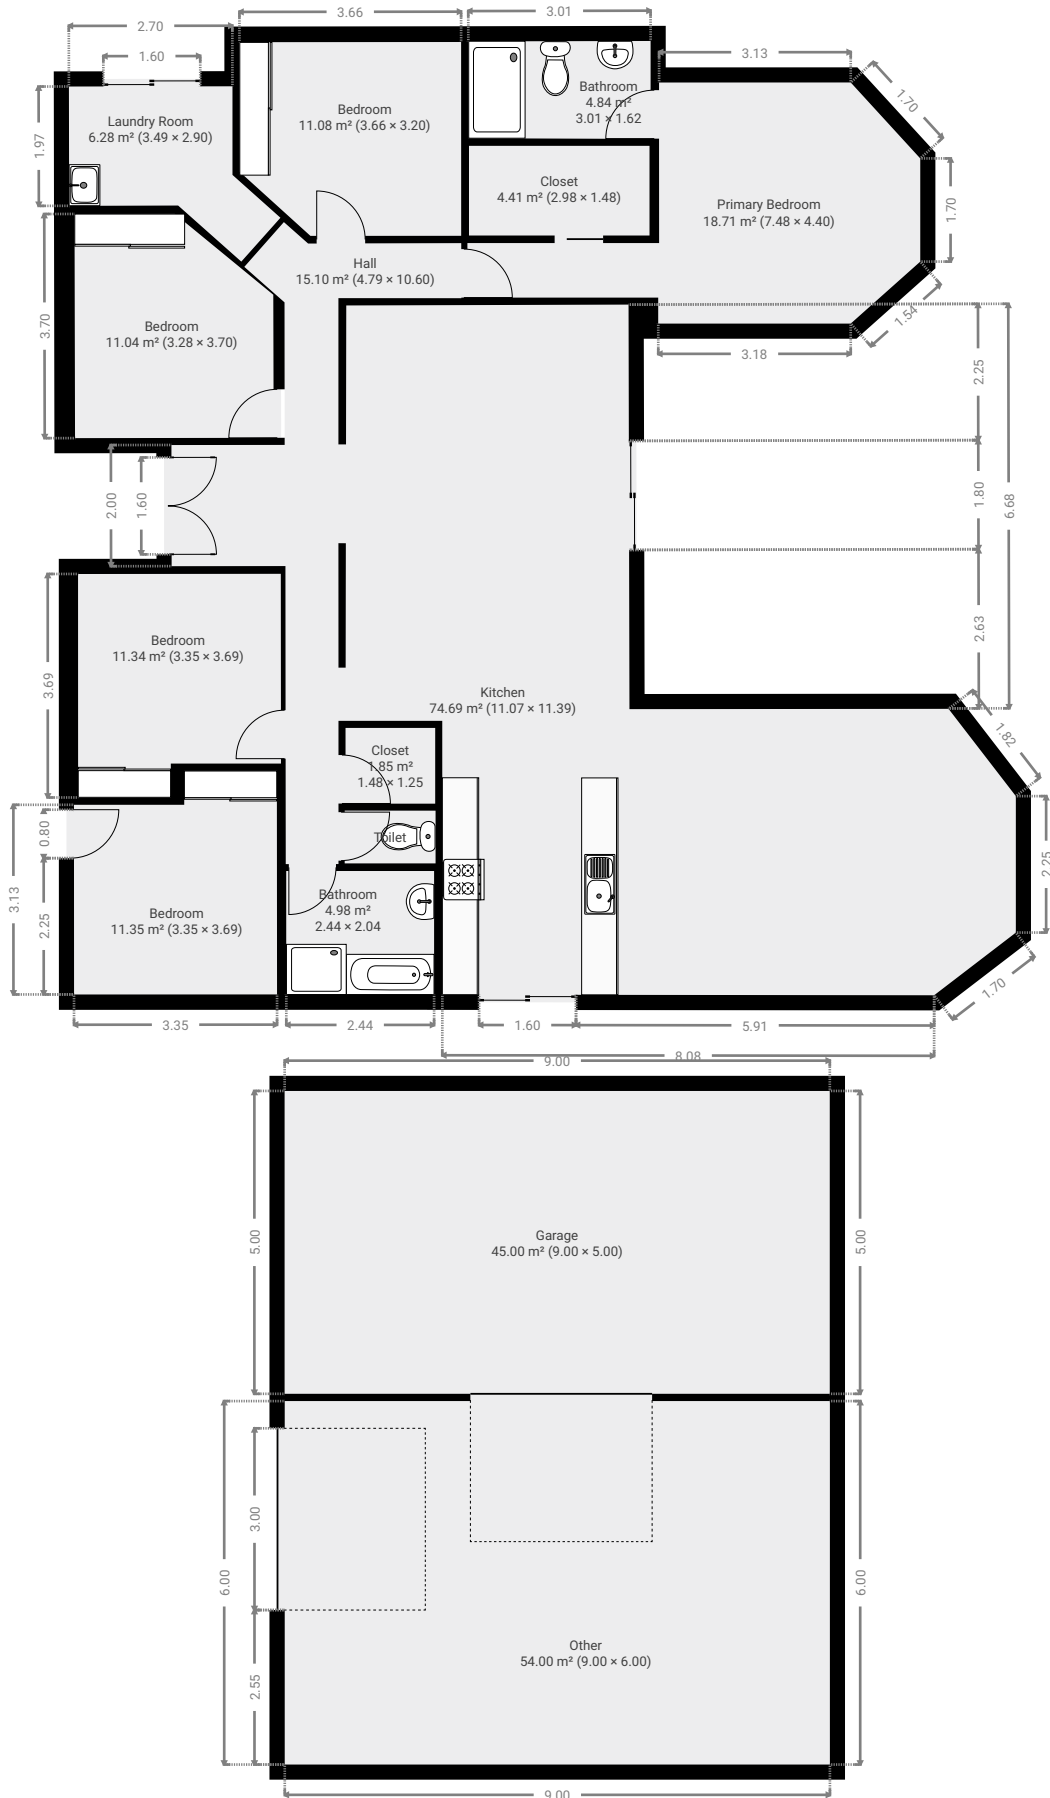 3.66
3.01
2.70
1.60
3.13
1.70
Bedroom
11.08 m² (3.66 × 3.20)
Bathroom
4.84 m²
3.01 × 1.62
Laundry Room
6.28 m² (3.49 × 2.90)
1.97
Closet
4.41 m² (2.98 × 1.48)
Primary Bedroom
18.71 m² (7.48 × 4.40)
1.70
Hall
15.10 m² (4.79 × 10.60)
1.54
Bedroom
11.04 m² (3.28 × 3.70)
3.70
3.18
2.25
2.00
1.60
1.80
6.68
Bedroom
11.34 m² (3.35 × 3.69)
3.69
2.63
Kitchen
74.69 m² (11.07 × 11.39)
1.82
Closet
1.85 m²
1.48 × 1.25
Toilet
0.80
2.25
3.13
2.25
Bathroom
4.98 m²
2.44 × 2.04
Bedroom
11.35 m² (3.35 × 3.69)
1.70
3.35
2.44
1.60
5.91
8.08
9.00
5.00
Garage
45.00 m² (9.00 × 5.00)
5.00
3.00
6.00
6.00
Other
54.00 m² (9.00 × 6.00)
2.55
9.00